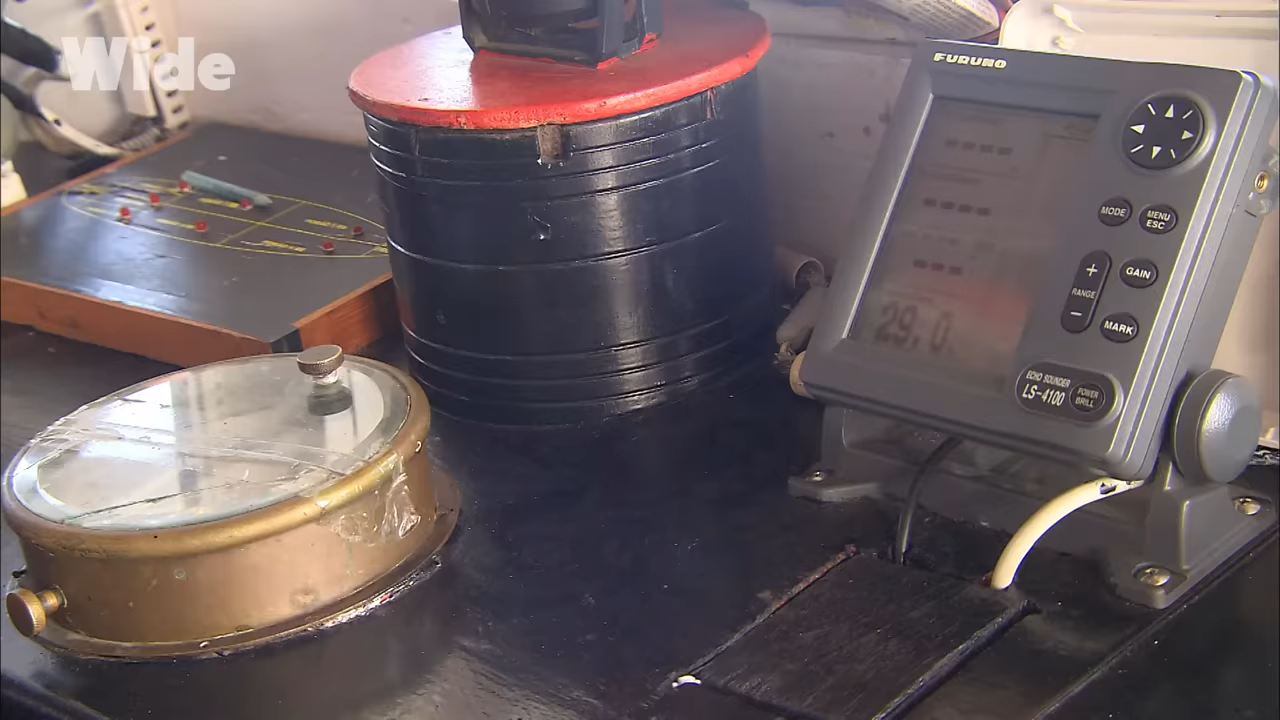 Wide
FURUNO
MODE
MENU
ESC
+
RANGE
-
GAIN
MARK
29.0
ECHO SOUNDER
LS-4100
POWER
BRILL